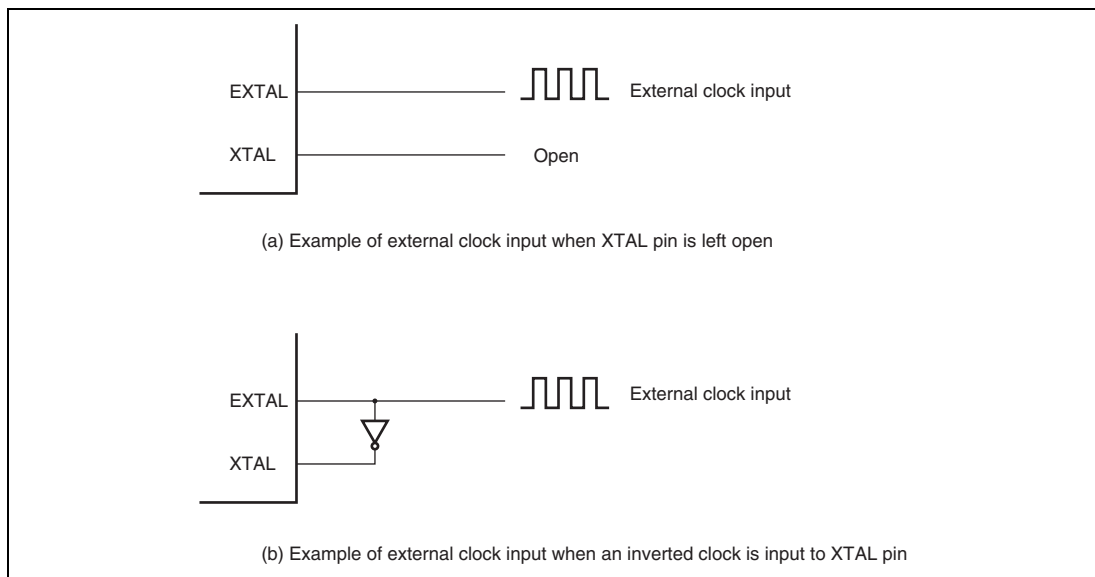 EXTAL External clock input
XTAL Open
(a) Example of external clock input when XTAL pin is left open
EXTAL External clock input
XTAL
(b) Example of external clock input when an inverted clock is input to XTAL pin